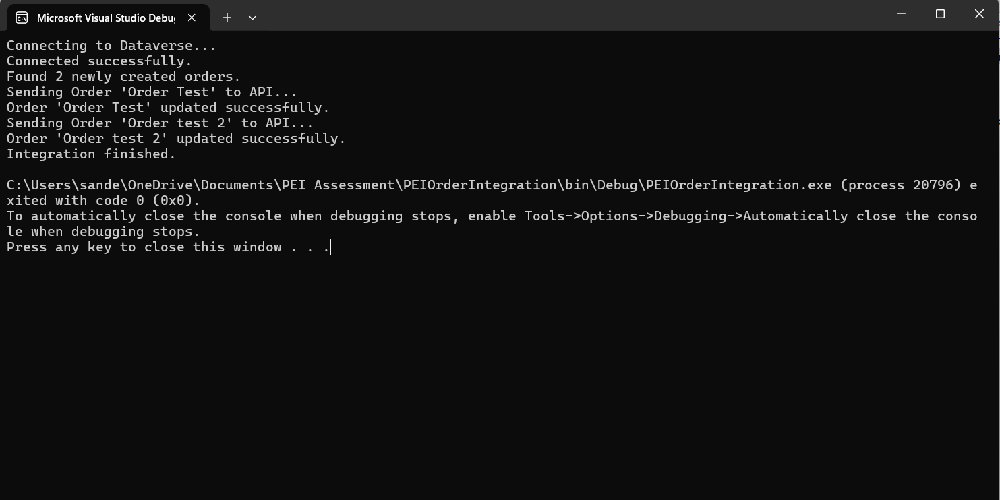 Microsoft Visual Studio Debug
Connecting to Dataverse...
Connected successfully.
Found 2 newly created orders.
Sending Order 'Order Test' to API...
Order 'Order Test' updated successfully.
Sending Order 'Order test 2' to API...
Order 'Order test 2' updated successfully.
Integration finished.
C:\Users\sande\OneDrive\Documents\PEI Assessment\PEIOrderIntegration\bin\Debug\PEIOrderIntegration.exe (process 20796) e
xited with code 0 (0x0).
To automatically close the console when debugging stops, enable Tools->Options->Debugging->Automatically close the conso
le when debugging stops.
Press any key to close this window . . .